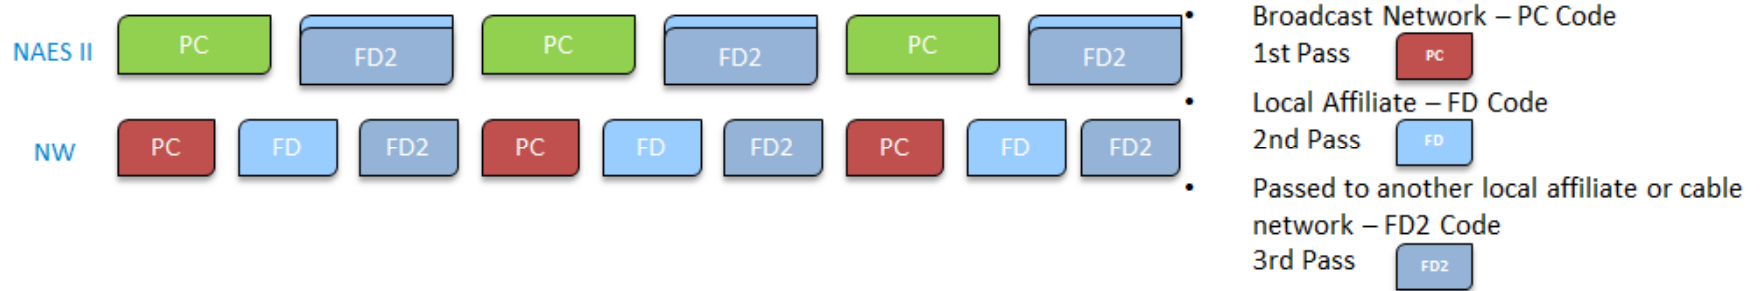 NAES II PC FD2 PC FD2 PC FD2
NW PC FD FD2 PC FD FD2 PC FD FD2
• Broadcast Network – PC Code
1st Pass PC
• Local Affiliate – FD Code
2nd Pass FD
• Passed to another local affiliate or cable
network – FD2 Code
3rd Pass FD2